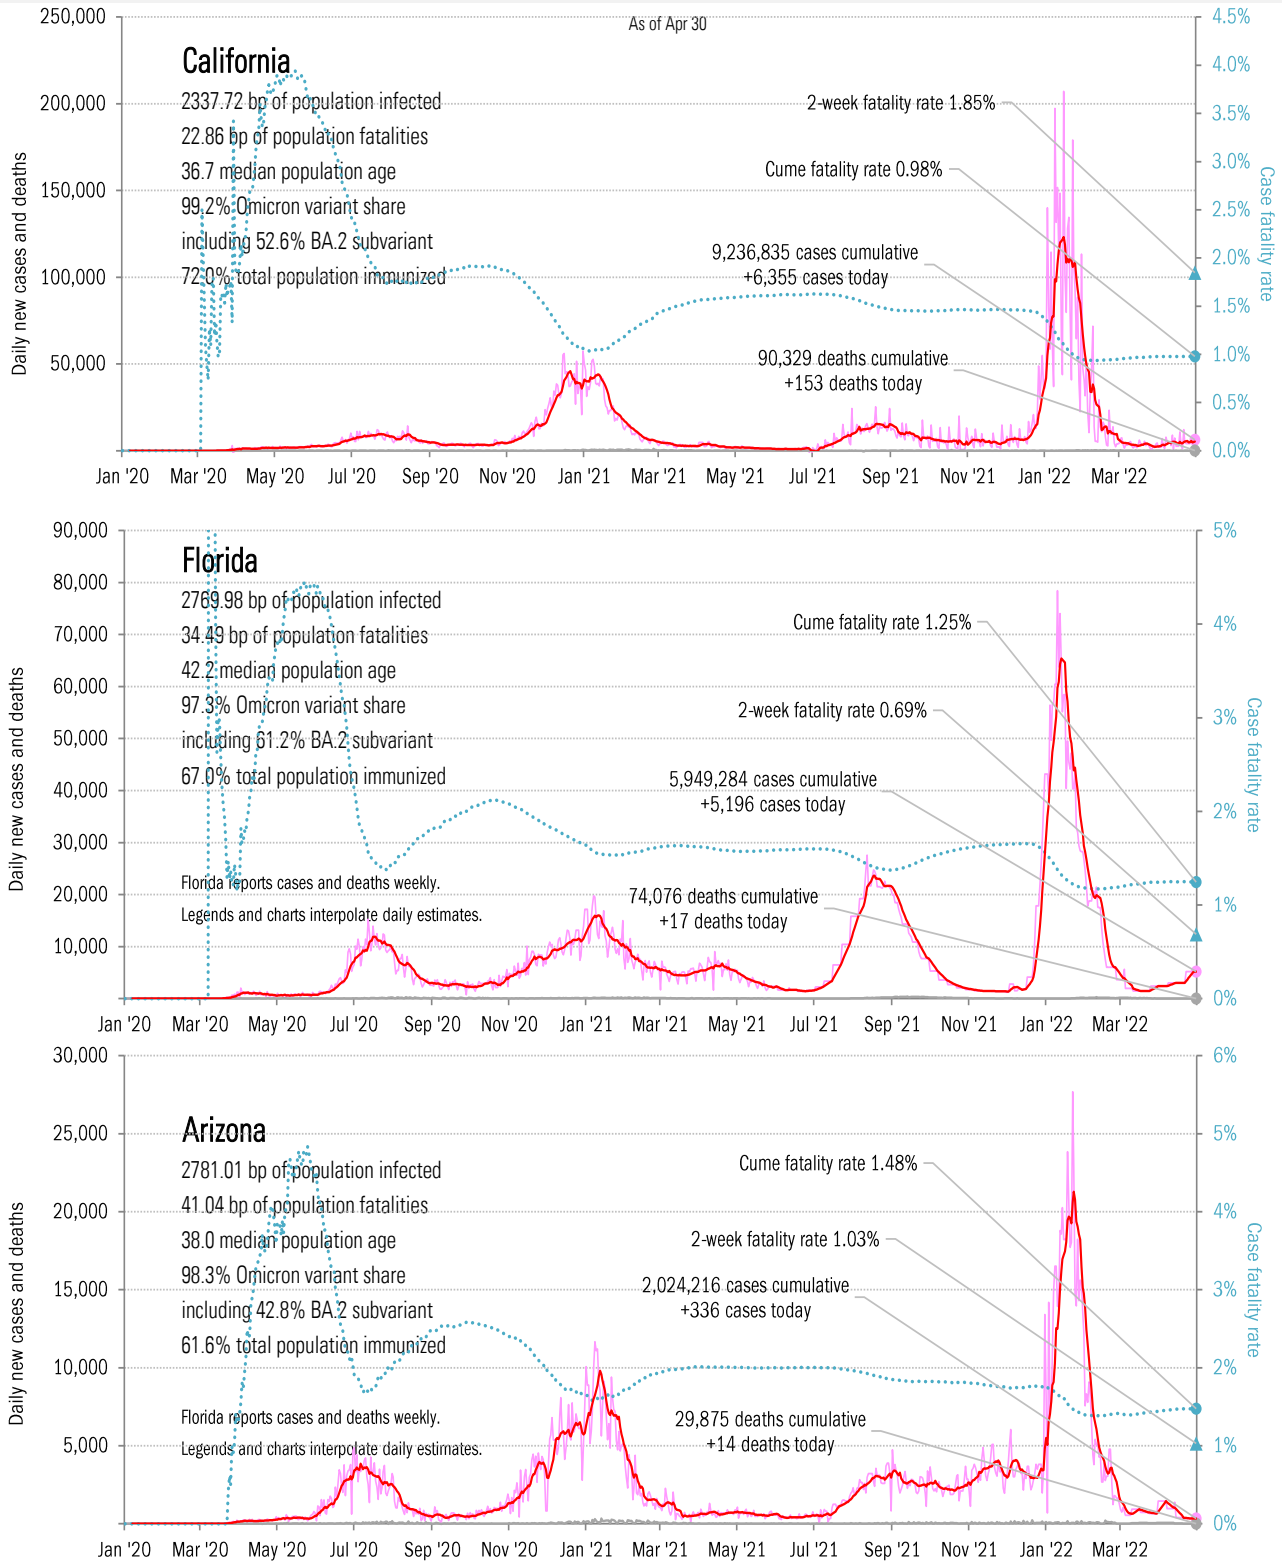 As of Apr 30
250,000
200,000
150,000
100,000
50,000
Daily new cases and deaths
California
2337.72 bp of population infected
22.86 bp of population fatalities
36.7 median population age
99.2% Omicron variant share
including 52.6% BA.2 subvariant
72.0% total population immunized
2-week fatality rate 1.85%
Cume fatality rate 0.98%
9,236,835 cases cumulative
+6,355 cases today
90,329 deaths cumulative
+153 deaths today
4.5%
4.0%
3.5%
3.0%
2.5%
2.0%
1.5%
1.0%
0.5%
0.0%
Case fatality rate
Jan '20 Mar '20 May '20 Jul '20 Sep '20 Nov '20 Jan '21 Mar '21 May '21 Jul '21 Sep '21 Nov '21 Jan '22 Mar '22
90,000
80,000
70,000
60,000
50,000
40,000
30,000
20,000
10,000
Daily new cases and deaths
Florida
2769.98 bp of population infected
34.49 bp of population fatalities
42.2 median population age
97.3% Omicron variant share
including 61.2% BA.2 subvariant
67.0% total population immunized
Florida reports cases and deaths weekly.
Legends and charts interpolate daily estimates.
Cume fatality rate 1.25%
2-week fatality rate 0.69%
5,949,284 cases cumulative
+5,196 cases today
74,076 deaths cumulative
+17 deaths today
5%
4%
3%
2%
1%
0%
Case fatality rate
Jan '20 Mar '20 May '20 Jul '20 Sep '20 Nov '20 Jan '21 Mar '21 May '21 Jul '21 Sep '21 Nov '21 Jan '22 Mar '22
30,000
25,000
20,000
15,000
10,000
5,000
Daily new cases and deaths
Arizona
2781.01 bp of population infected
41.04 bp of population fatalities
38.0 median population age
98.3% Omicron variant share
including 42.8% BA.2 subvariant
61.6% total population immunized
Florida reports cases and deaths weekly.
Legends and charts interpolate daily estimates.
Cume fatality rate 1.48%
2-week fatality rate 1.03%
2,024,216 cases cumulative
+336 cases today
29,875 deaths cumulative
+14 deaths today
6%
5%
4%
3%
2%
1%
0%
Case fatality rate
Jan '20 Mar '20 May '20 Jul '20 Sep '20 Nov '20 Jan '21 Mar '21 May '21 Jul '21 Sep '21 Nov '21 Jan '22 Mar '22